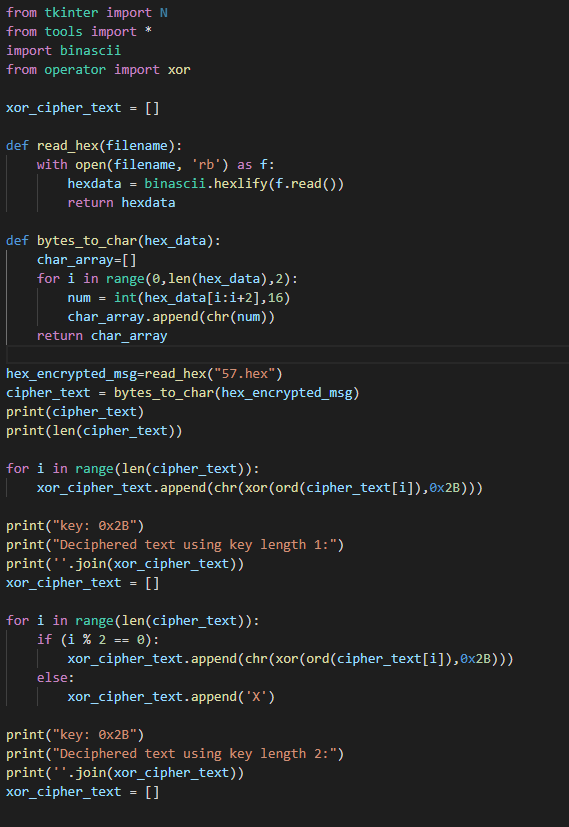 from tkinter import N
from tools import *
import binascii
from operator import xor
xor_cipher_text = []
def read_hex(filename):
    with open(filename, 'rb') as f:
        hexdata = binascii.hexlify(f.read())
        return hexdata
def bytes_to_char(hex_data):
    char_array=[]
    for i in range(0,len(hex_data),2):
        num = int(hex_data[i:i+2],16)
        char_array.append(chr(num))
    return char_array
hex_encrypted_msg=read_hex("57.hex")
cipher_text = bytes_to_char(hex_encrypted_msg)
print(cipher_text)
print(len(cipher_text))
for i in range(len(cipher_text)):
    xor_cipher_text.append(chr(xor(ord(cipher_text[i]),0x2B)))
print("key: 0x2B")
print("Deciphered text using key length 1:")
print(''.join(xor_cipher_text))
xor_cipher_text = []
for i in range(len(cipher_text)):
    if (i % 2 == 0):
        xor_cipher_text.append(chr(xor(ord(cipher_text[i]),0x2B)))
    else:
        xor_cipher_text.append('X')
print("key: 0x2B")
print("Deciphered text using key length 2:")
print(''.join(xor_cipher_text))
xor_cipher_text = []